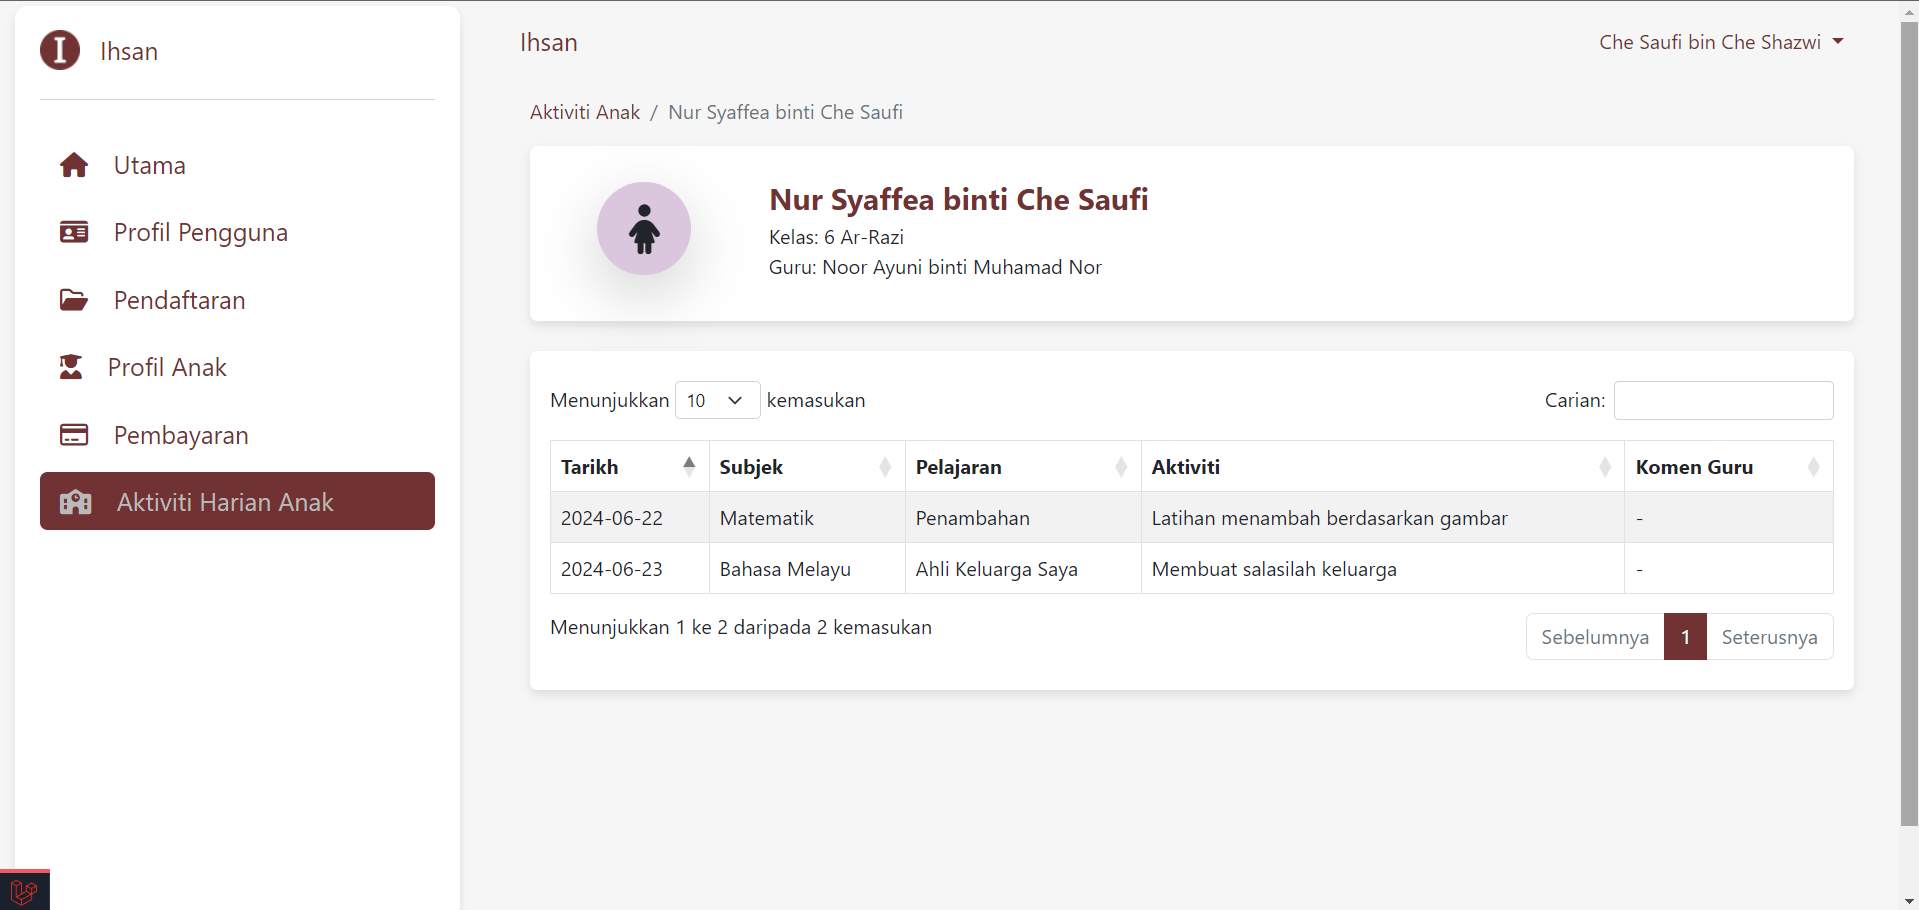 I Ihsan
Utama
Profil Pengguna
Pendaftaran
Profil Anak
Pembayaran
Aktiviti Harian Anak
Ihsan
Che Saufi bin Che Shazwi
Aktiviti Anak / Nur Syaffea binti Che Saufi
Nur Syaffea binti Che Saufi
Kelas: 6 Ar-Razi
Guru: Noor Ayuni binti Muhamad Nor
Menunjukkan 10 kemasukan
Carian:
Tarikh Subjek Pelajaran Aktiviti Komen Guru
2024-06-22 Matematik Penambahan Latihan menambah berdasarkan gambar -
2024-06-23 Bahasa Melayu Ahli Keluarga Saya Membuat salasilah keluarga -
Menunjukkan 1 ke 2 daripada 2 kemasukan
Sebelumnya 1 Seterusnya